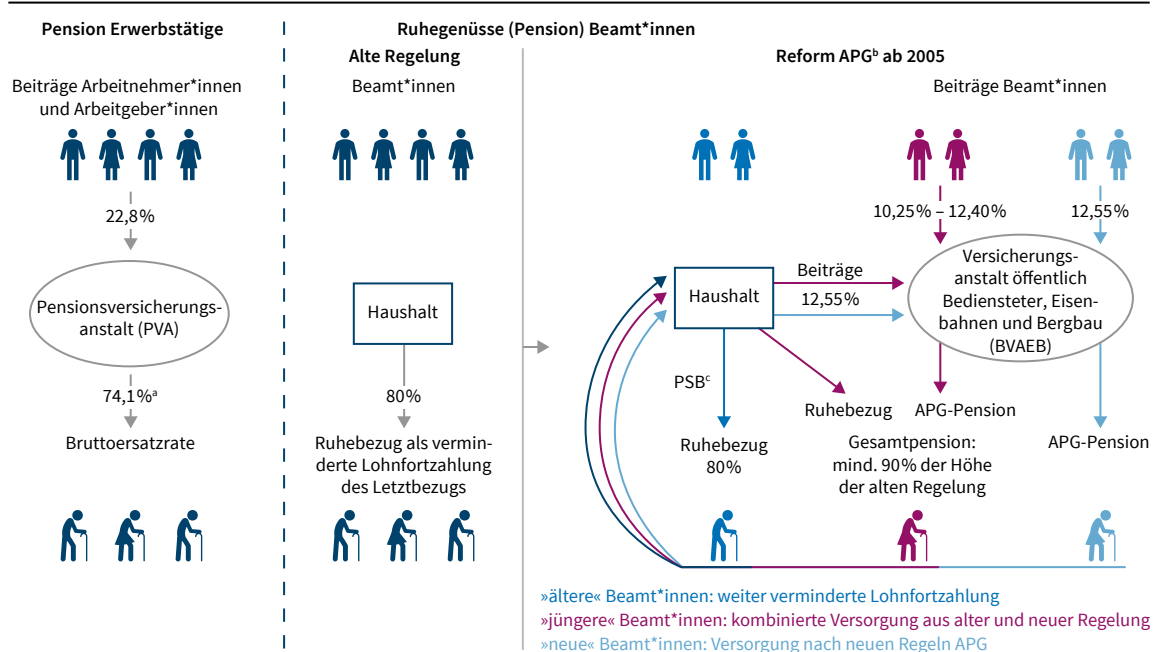 Pension Erwerbstätige
Beiträge Arbeitnehmer*innen
und Arbeitgeber*innen
22,8%
Pensionsversicherungs-
anstalt (PVA)
74,1%ᵃ
Bruttoersatzrate
Ruhegenüsse (Pension) Beamt*innen
Alte Regelung
Beamt*innen
Haushalt
80%
Ruhebezug als vermin-
derte Lohnfortzahlung
des Letztbezugs
Reform APGᵇ ab 2005
Beiträge Beamt*innen
10,25% – 12,40%
12,55%
Haushalt
Beiträge
12,55%
Versicherungs-
anstalt öffentlich
Bediensteter, Eisen-
bahnen und Bergbau
(BVAEB)
PSBᶜ
Ruhebezug
80%
Ruhebezug
APG-Pension
Gesamtpension:
mind. 90% der Höhe
der alten Regelung
APG-Pension
»ältere« Beamt*innen: weiter verminderte Lohnfortzahlung
»jüngere« Beamt*innen: kombinierte Versorgung aus alter und neuer Regelung
»neue« Beamt*innen: Versorgung nach neuen Regeln APG